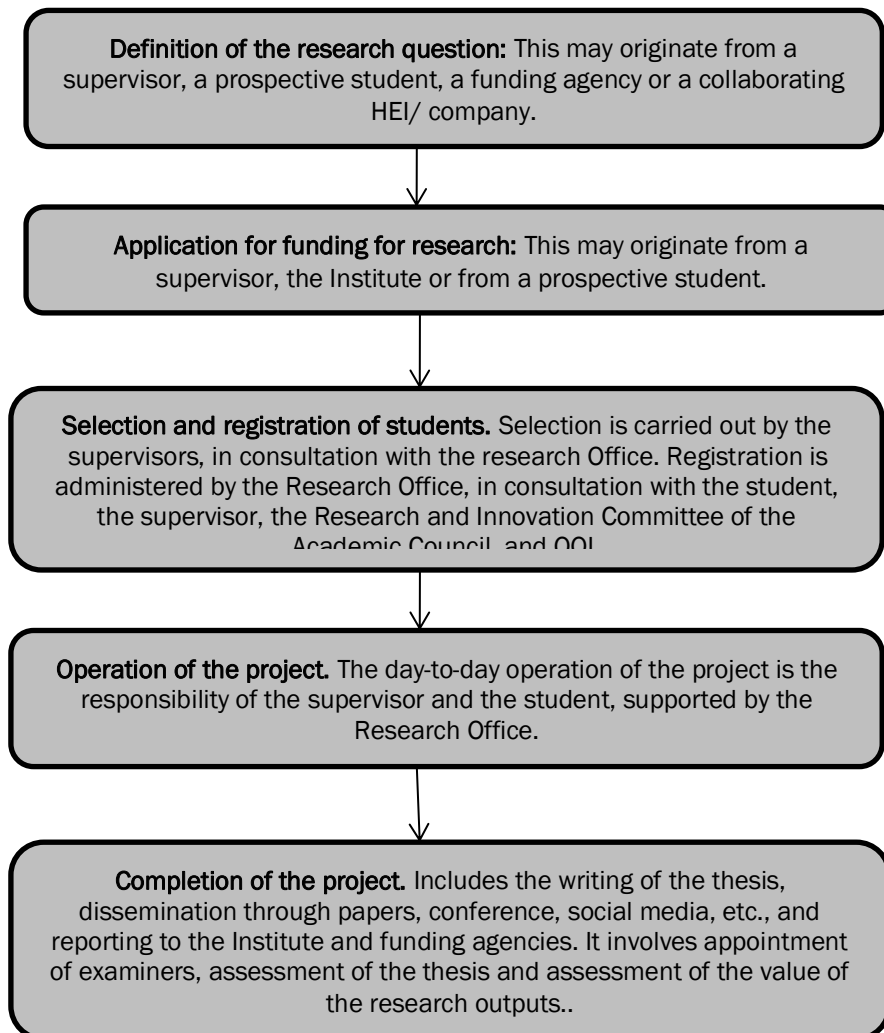 Definition of the research question: This may originate from a
supervisor, a prospective student, a funding agency or a collaborating
HEI/ company.
Application for funding for research: This may originate from a
supervisor, the Institute or from a prospective student.
Selection and registration of students. Selection is carried out by the
supervisors, in consultation with the research Office. Registration is
administered by the Research Office, in consultation with the student,
the supervisor, the Research and Innovation Committee of the
Academic Council, and
Operation of the project. The day-to-day operation of the project is the
responsibility of the supervisor and the student, supported by the
Research Office.
Completion of the project. Includes the writing of the thesis,
dissemination through papers, conference, social media, etc., and
reporting to the Institute and funding agencies. It involves appointment
of examiners, assessment of the thesis and assessment of the value of
the research outputs..